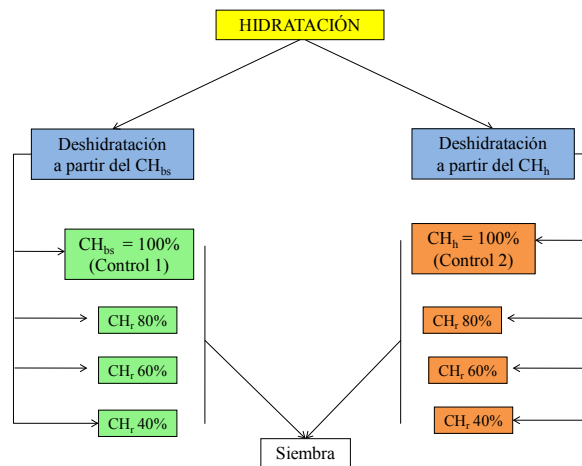 HIDRATACIÓN
Deshidratación
a partir del CHbs
Deshidratación
a partir del CHh
CHbs = 100%
(Control 1)
CHr 80%
CHr 60%
CHr 40%
CHh = 100%
(Control 2)
CHr 80%
CHr 60%
CHr 40%
Siembra